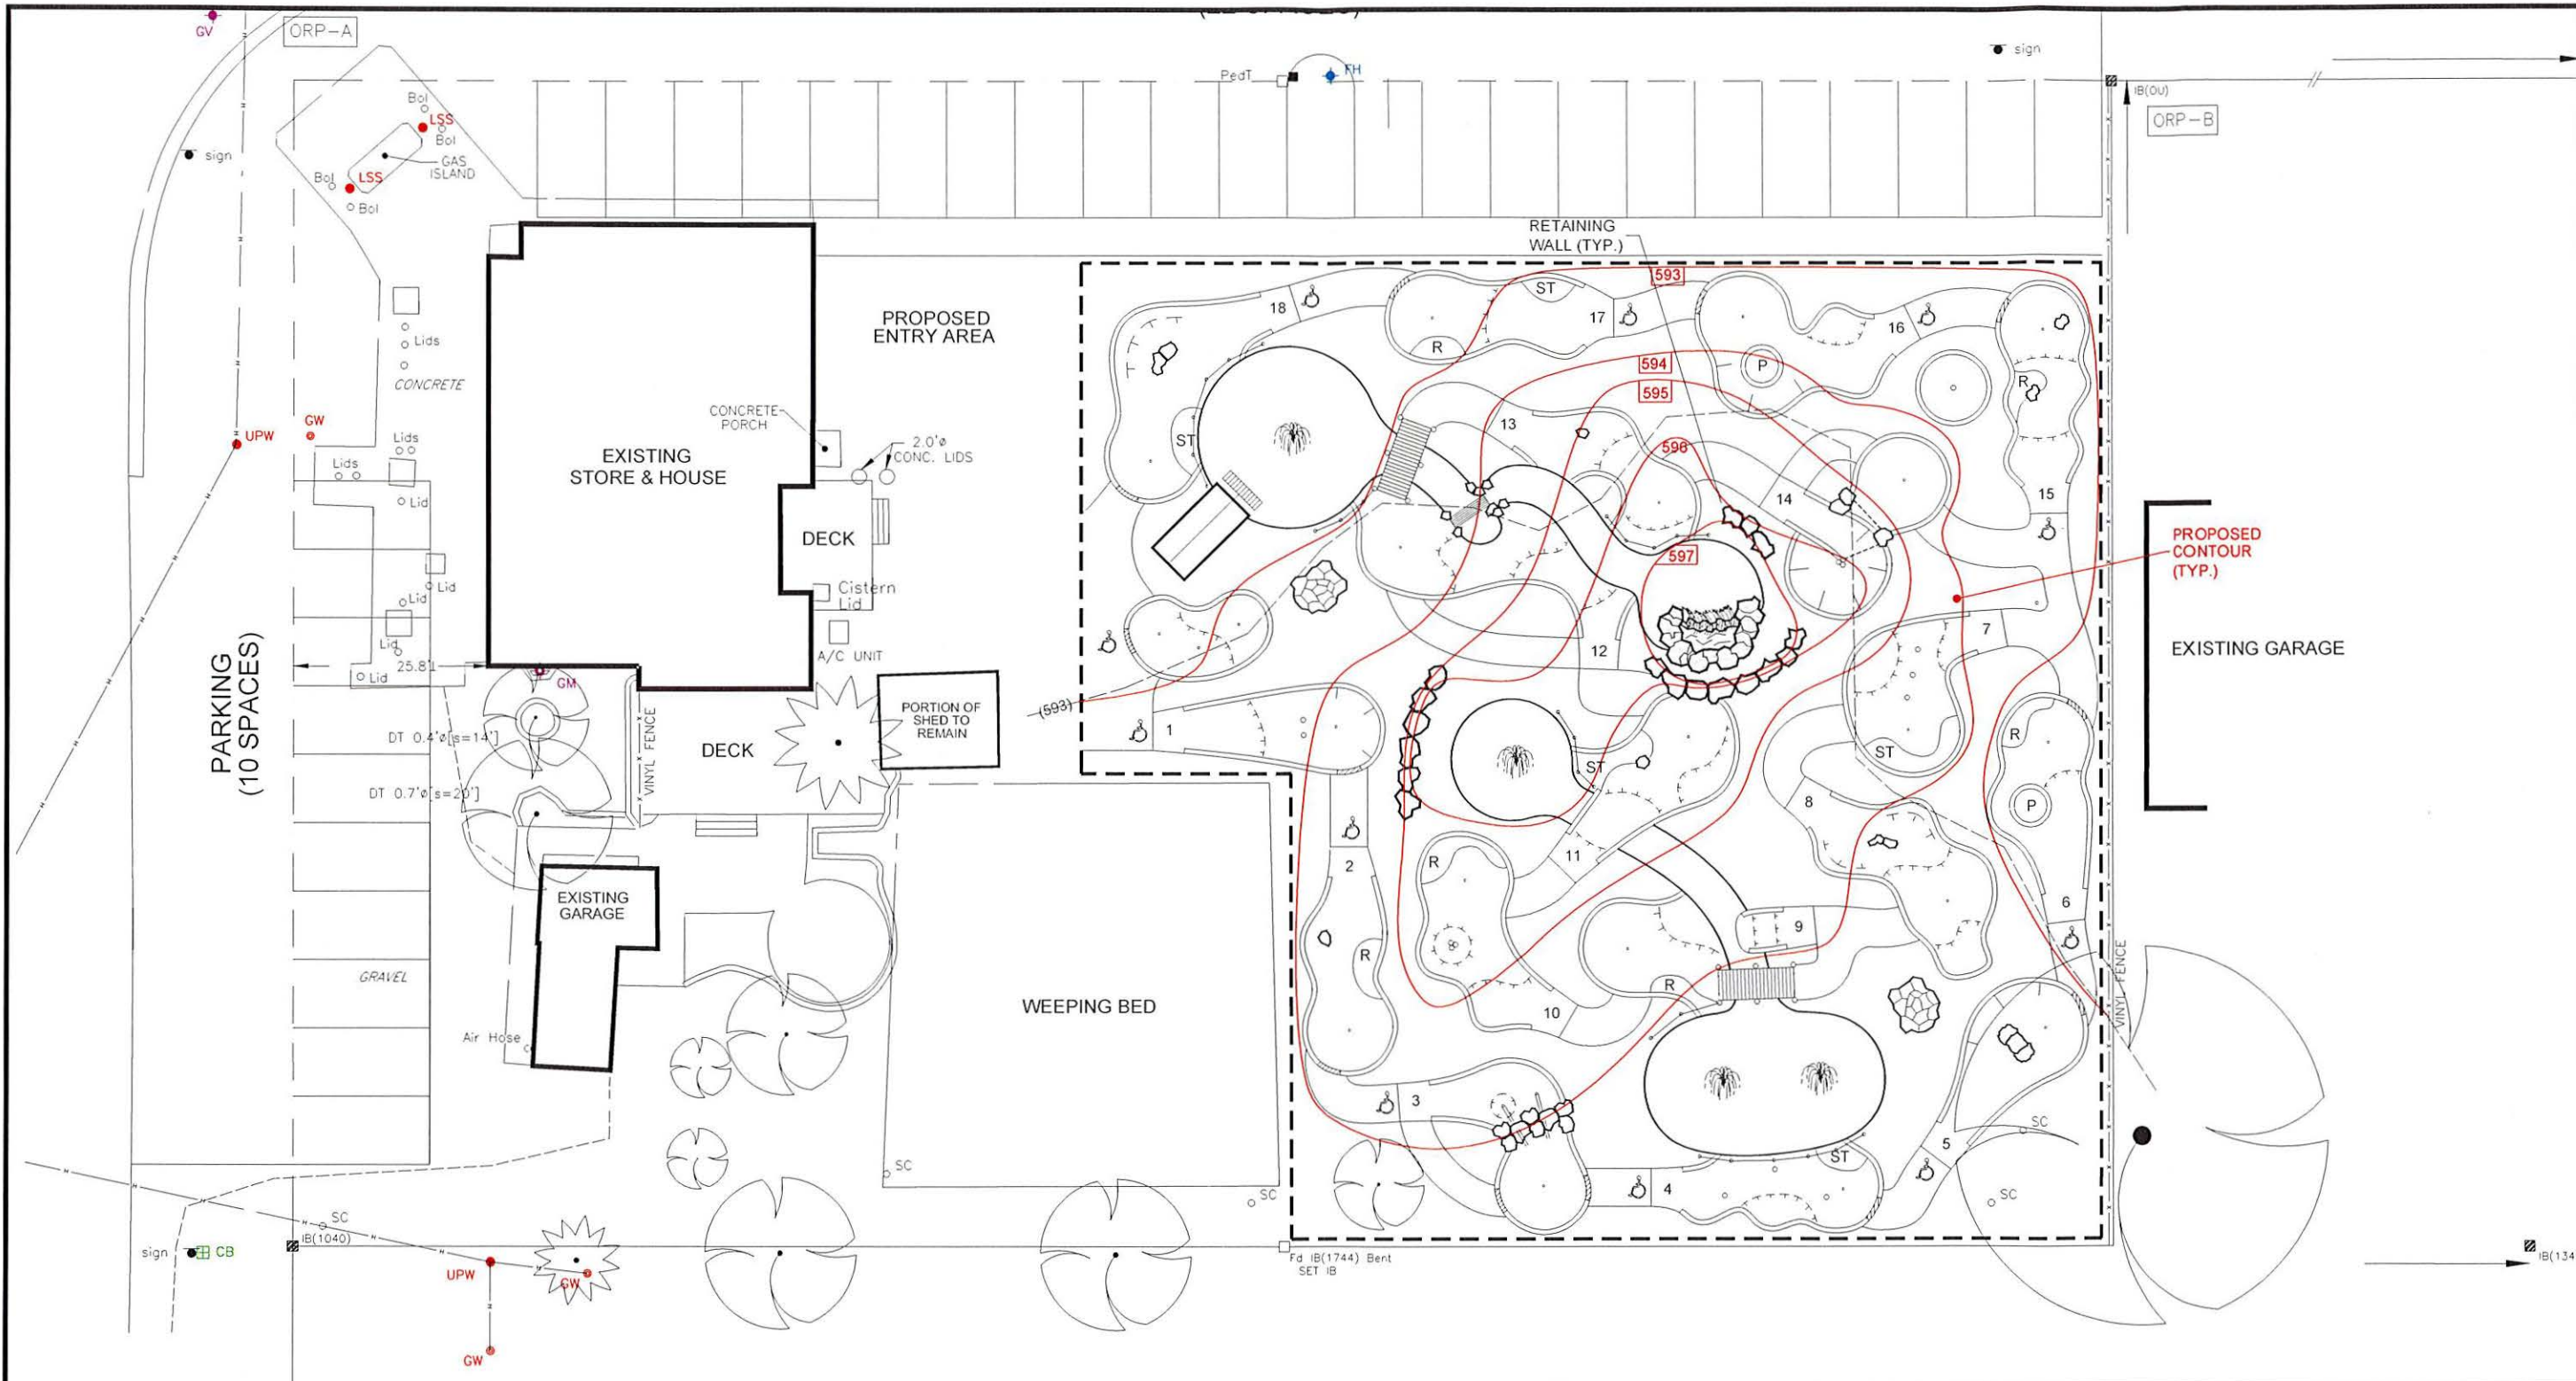 GV
ORP-A
PedT
FH
sign
IB(OU)
ORP-B
Bol
LSS
Bol
sign
GAS
ISLAND
Bol
LSS
Bol
RETAINING
WALL (TYP.)
593
ST
18
17
16
R
PROPOSED
ENTRY AREA
Lids
CONCRETE
594
P
595
R
CONCRETE
PORCH
2.0'ø
CONC. LIDS
GW
UPW
Lids
Lids
Lid
EXISTING
STORE & HOUSE
ST
13
596
14
15
DECK
597
PROPOSED
CONTOUR
(TYP.)
Lid
Lid
Cistern
Lid
Lid
A/C UNIT
7
12
EXISTING GARAGE
25.81
Lid
GM
PARKING
(10 SPACES)
PORTION OF
SHED TO
REMAIN
(593)
1
DT 0.4'ø[s=14']
VINYL FENCE
DECK
ST
ST
R
DT 0.7'ø[s=20']
8
P
2
R
11
EXISTING
GARAGE
6
9
R
GRAVEL
WEEPING BED
R
VINYL FENCE
10
Air Hose
3
SC
5
ST
4
SC
SC
SC
SC
sign
CB
IB(1040)
UPW
GW
Fd IB(1744) Bent
SET IB
IB(134
GW